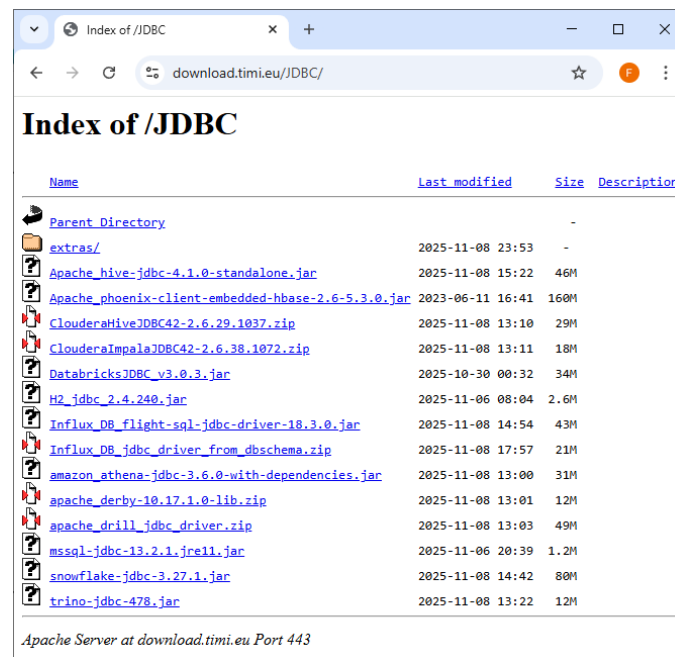 Index of /JDBC
download.timi.eu/JDBC/
F
Index of /JDBC
Name Last modified Size Description
Parent Directory -
extras/ 2025-11-08 23:53 -
Apache_hive-jdbc-4.1.0-standalone.jar 2025-11-08 15:22 46M
Apache_phoenix-client-embedded-hbase-2.6-5.3.0.jar 2023-06-11 16:41 160M
ClouderaHiveJDBC42-2.6.29.1037.zip 2025-11-08 13:10 29M
ClouderaImpalaJDBC42-2.6.38.1072.zip 2025-11-08 13:11 18M
DatabricksJDBC_v3.0.3.jar 2025-10-30 00:32 34M
H2_jdbc_2.4.240.jar 2025-11-06 08:04 2.6M
Influx_DB_flight-sql-jdbc-driver-18.3.0.jar 2025-11-08 14:54 43M
Influx_DB_jdbc_driver_from_dbschema.zip 2025-11-08 17:57 21M
amazon_athena-jdbc-3.6.0-with-dependencies.jar 2025-11-08 13:00 31M
apache_derby-10.17.1.0-lib.zip 2025-11-08 13:01 12M
apache_drill_jdbc_driver.zip 2025-11-08 13:03 49M
mssql-jdbc-13.2.1.jre11.jar 2025-11-06 20:39 1.2M
snowflake-jdbc-3.27.1.jar 2025-11-08 14:42 80M
trino-jdbc-478.jar 2025-11-08 13:22 12M
Apache Server at download.timi.eu Port 443